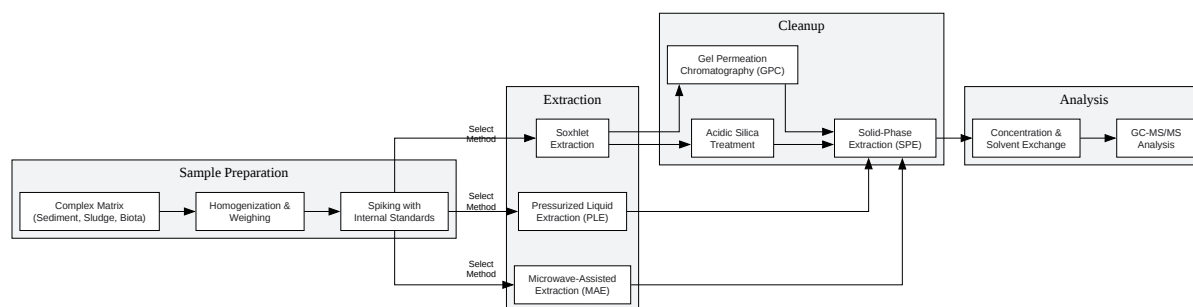 Sample Preparation
Complex Matrix
(Sediment, Sludge, Biota)
Homogenization &
Weighing
Spiking with
Internal Standards
Select
Method
Select
Method
Select
Method
Extraction
Soxhlet
Extraction
Pressurized Liquid
Extraction (PLE)
Microwave-Assisted
Extraction (MAE)
Cleanup
Gel Permeation
Chromatography (GPC)
Acidic Silica
Treatment
Solid-Phase
Extraction (SPE)
Analysis
Concentration &
Solvent Exchange
GC-MS/MS
Analysis